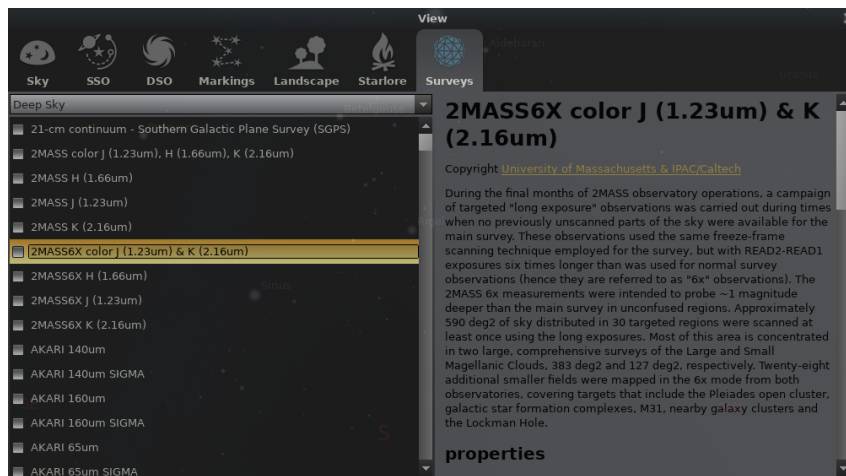 View
Sky
SSO
DSO
Markings
Landscape
Starlore
Surveys
Aldebaran
Uranus
Deep Sky
Betelgeuse
21-cm continuum - Southern Galactic Plane Survey (SGPS)
2MASS color J (1.23um), H (1.66um), K (2.16um)
2MASS H (1.66um)
2MASS J (1.23um)
2MASS K (2.16um)
2MASS6X color J (1.23um) & K (2.16um)
2MASS6X H (1.66um)
2MASS6X J (1.23um)
Sirius
2MASS6X K (2.16um)
AKARI 140um
AKARI 140um SIGMA
AKARI 160um
AKARI 160um SIGMA
S
AKARI 65um
AKARI 65um SIGMA
2MASS6X color J (1.23um) & K
(2.16um)
Copyright University of Massachusetts & IPAC/Caltech
During the final months of 2MASS observatory operations, a campaign
of targeted "long exposure" observations was carried out during times
when no previously unscanned parts of the sky were available for the
main survey. These observations used the same freeze-frame
scanning technique employed for the survey, but with READ2-READ1
exposures six times longer than was used for normal survey
observations (hence they are referred to as "6x" observations). The
2MASS 6x measurements were intended to probe ~1 magnitude
deeper than the main survey in unconfused regions. Approximately
590 deg2 of sky distributed in 30 targeted regions were scanned at
least once using the long exposures. Most of this area is concentrated
in two large, comprehensive surveys of the Large and Small
Magellanic Clouds, 383 deg2 and 127 deg2, respectively. Twenty-eight
additional smaller fields were mapped in the 6x mode from both
observatories, covering targets that include the Pleiades open cluster,
galactic star formation complexes, M31, nearby galaxy clusters and
the Lockman Hole.
properties